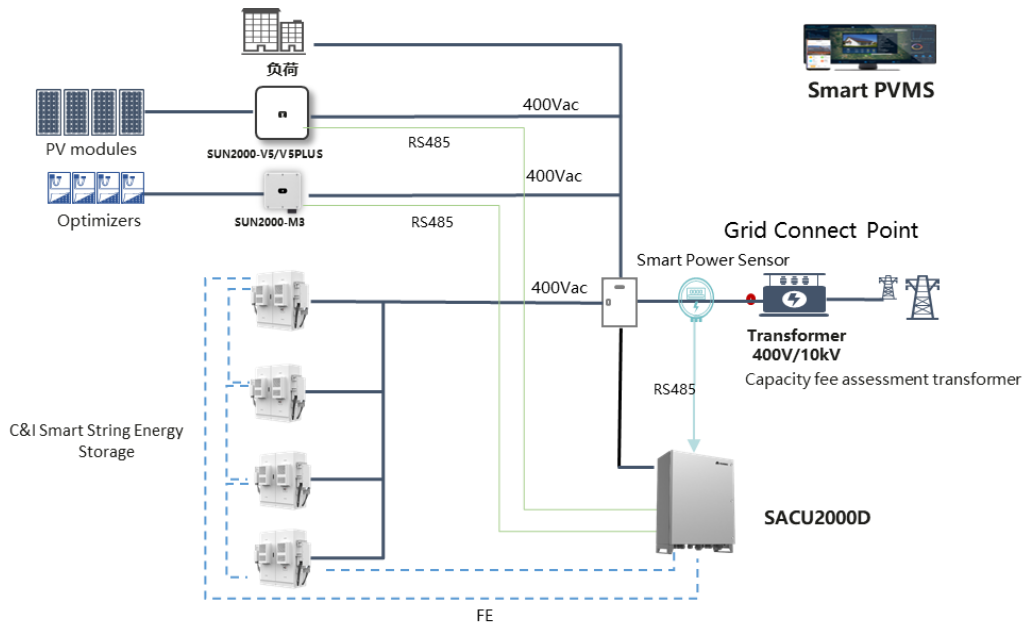 负荷
Smart PVMS
400Vac
RS485
PV modules
SUN2000-V5/V5PLUS
400Vac
Optimizers
SUN2000-M3
RS485
Grid Connect Point
Smart Power Sensor
400Vac
Transformer
400V/10kV
Capacity fee assessment transformer
RS485
C&I Smart String Energy
Storage
SACU2000D
FE